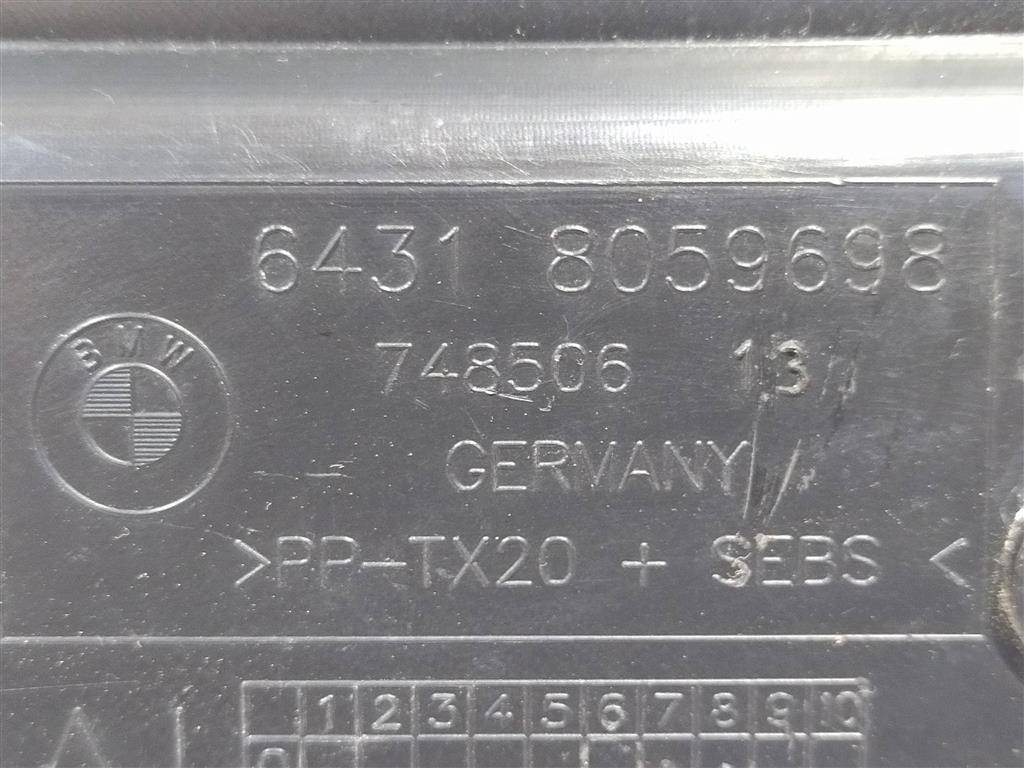 6431 8059698
BMW
748506 13
GERMANY
>PP-TX20 + SEBS<
1 2 3 4 5 6 7 8 9 10